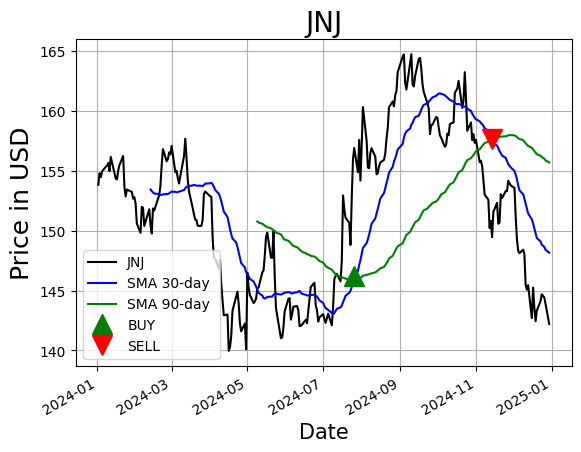 JNJ
Price in USD
165
160
155
150
145
140
JNJ
SMA 30-day
SMA 90-day
BUY
SELL
2024-01
2024-03
2024-05
2024-07
2024-09
2024-11
2025-01
Date